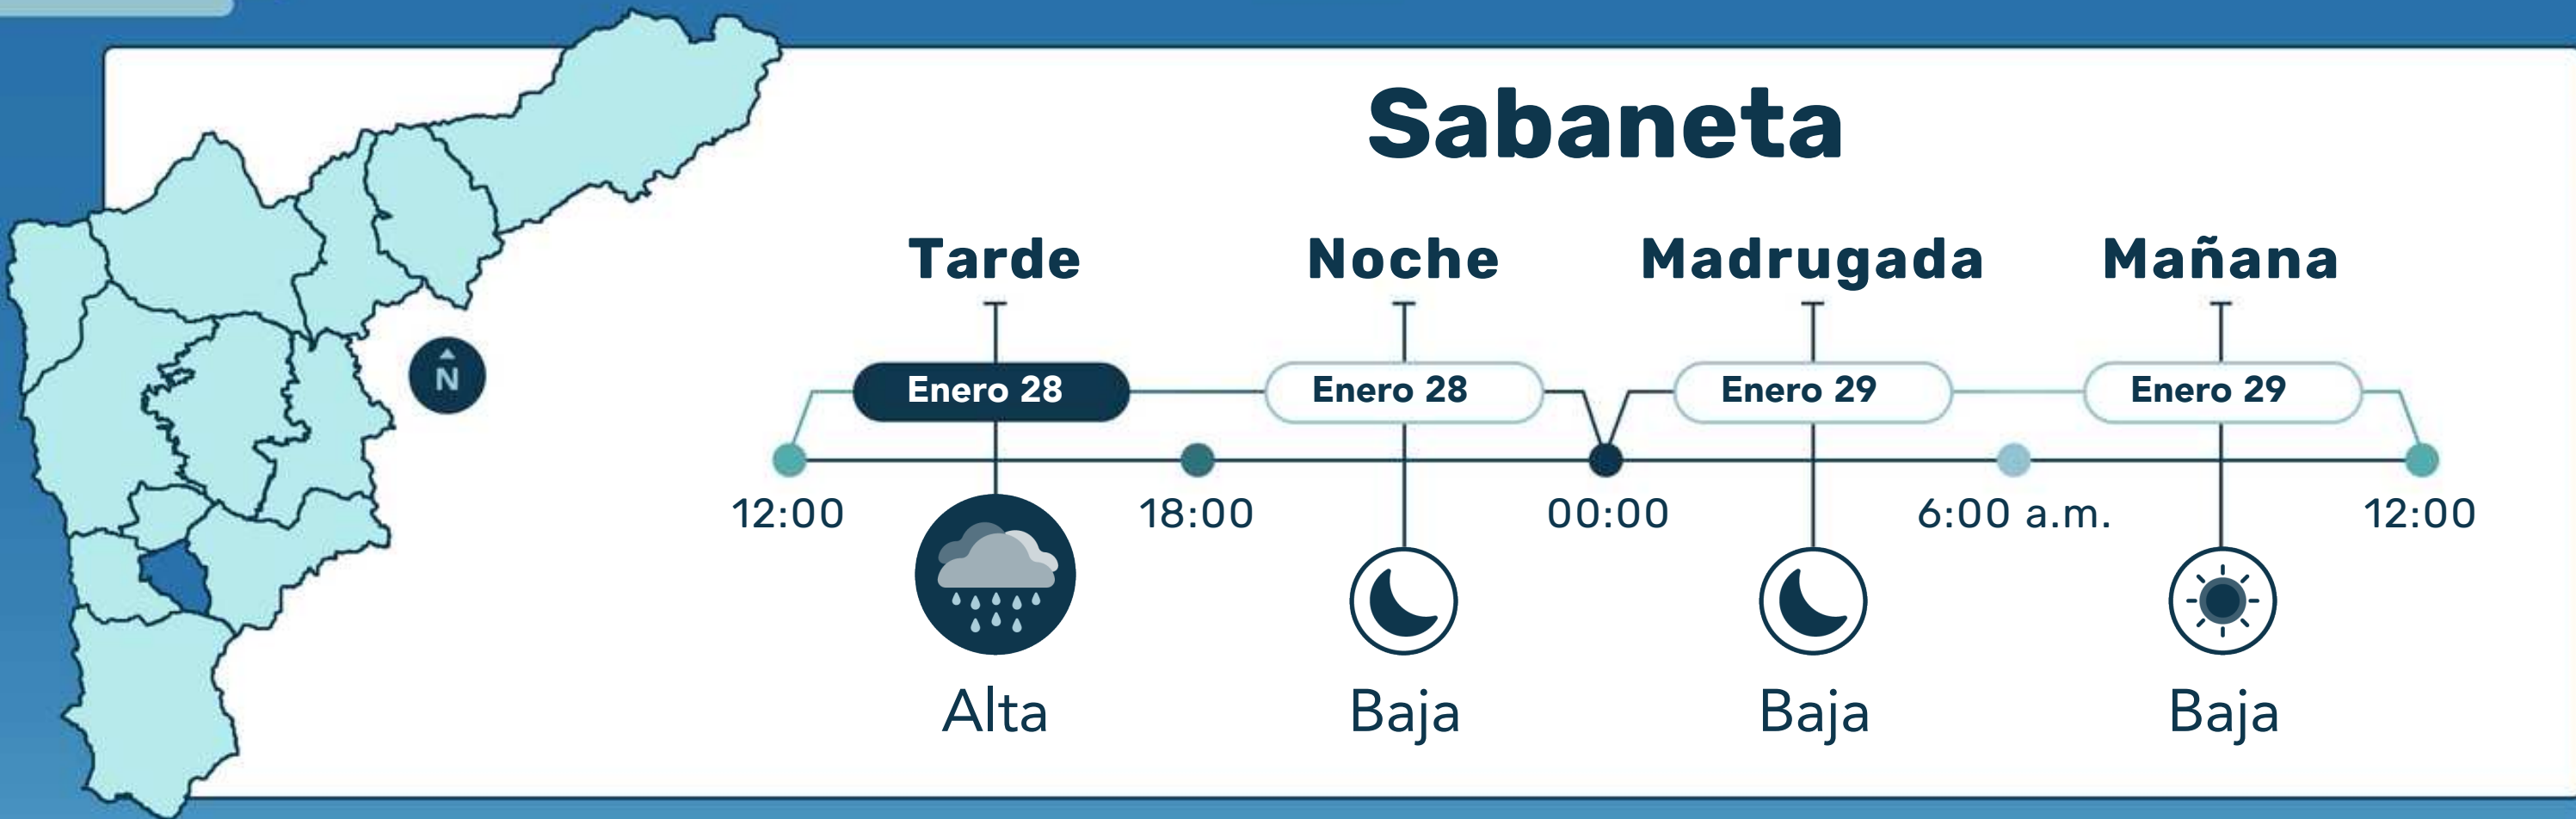 Sabaneta
Tarde Noche Madrugada Mañana
Enero 28 Enero 28 Enero 29 Enero 29
N
12:00 18:00 00:00 6:00 a.m. 12:00
Alta Baja Baja Baja